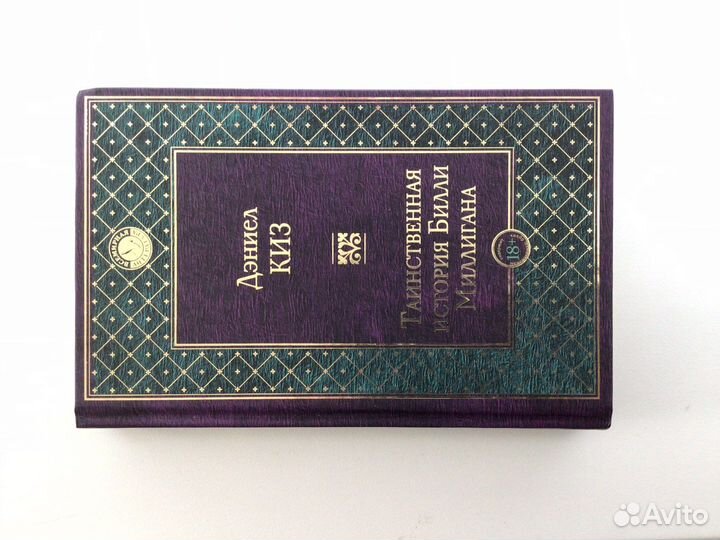 Дэниел
КИЗ
Таинственная
история Билли
Миллигана
18+
Avito